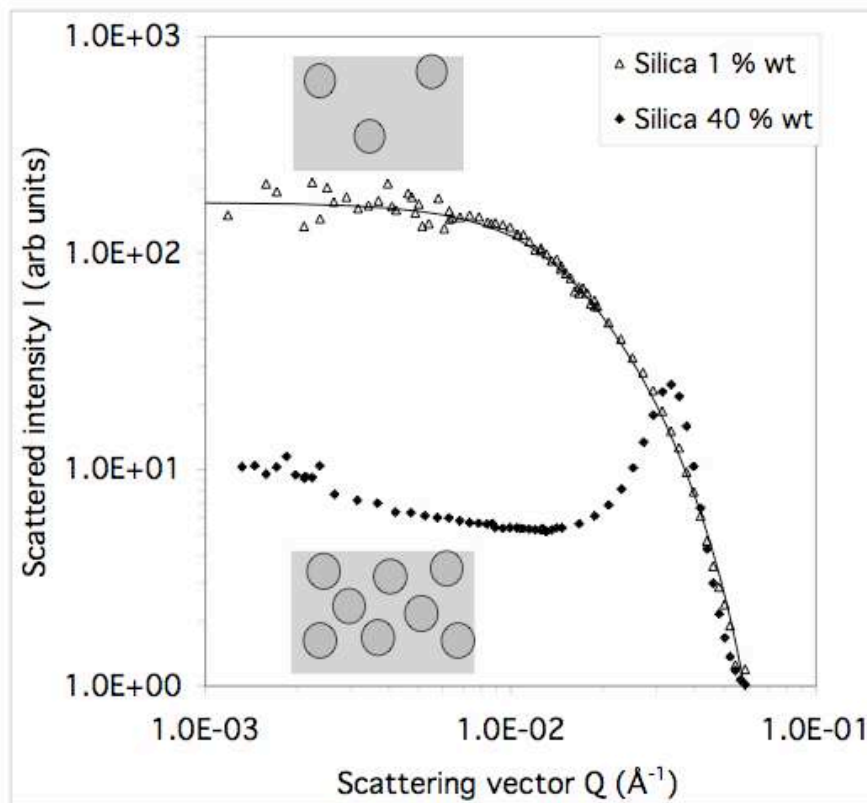 1.0E+03
1.0E+02
1.0E+01
1.0E+00
Scattered intensity I (arb units)
Silica 1 % wt
Silica 40 % wt
1.0E-03
1.0E-02
1.0E-01
Scattering vector Q (Å⁻¹)